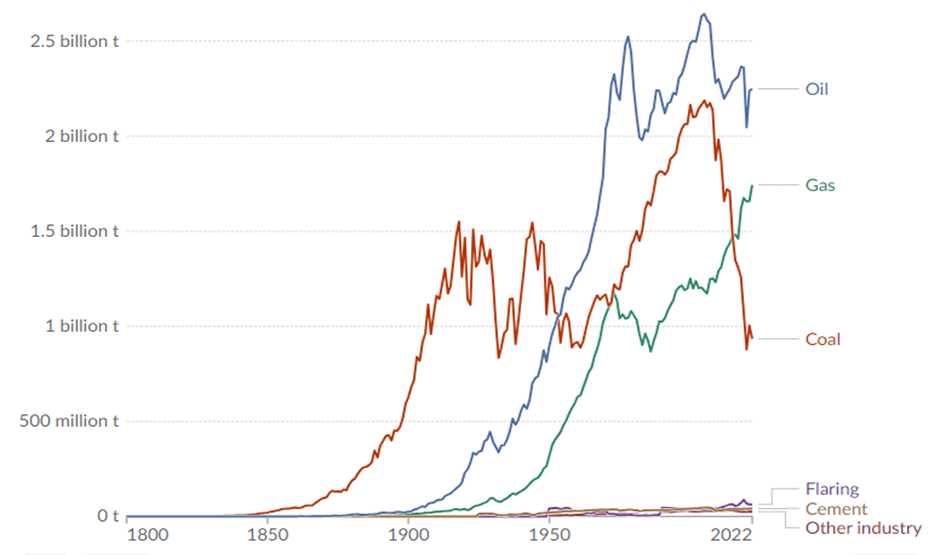 2.5 billion t
Oil
2 billion t
Gas
1.5 billion t
1 billion t
Coal
500 million t
Flaring
Cement
0 t
Other industry
1800 1850 1900 1950 2022